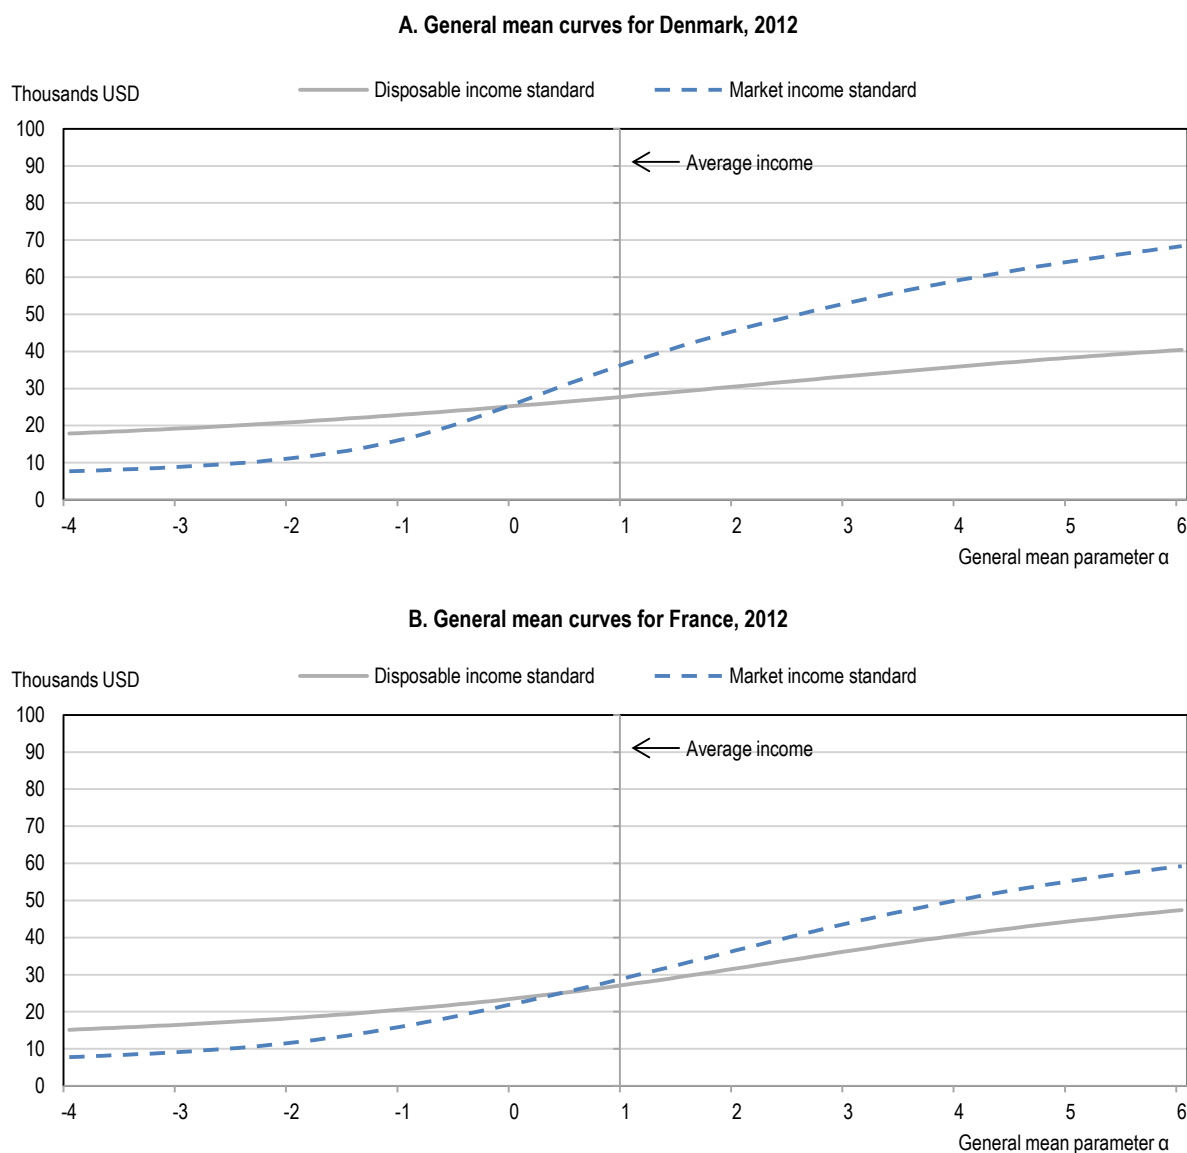 A. General mean curves for Denmark, 2012
Thousands USD
Disposable income standard
Market income standard
100
90
80
70
60
50
40
30
20
10
0
Average income
-4 -3 -2 -1 0 1 2 3 4 5 6
General mean parameter α
B. General mean curves for France, 2012
Thousands USD
Disposable income standard
Market income standard
100
90
80
70
60
50
40
30
20
10
0
Average income
-4 -3 -2 -1 0 1 2 3 4 5 6
General mean parameter α